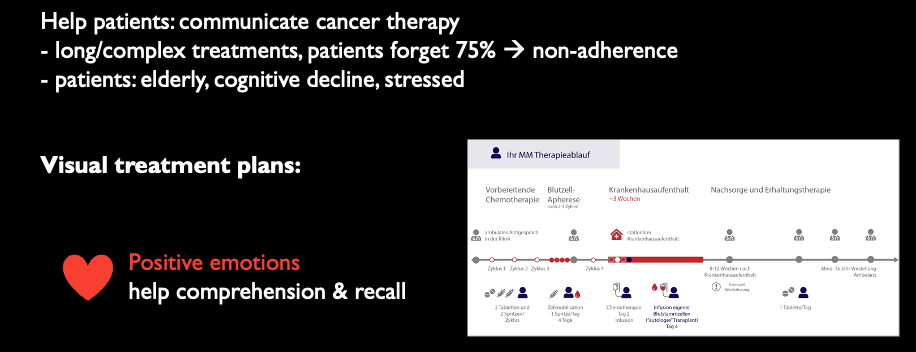 Help patients: communicate cancer therapy
- long/complex treatments, patients forget 75% → non-adherence
- patients: elderly, cognitive decline, stressed
Visual treatment plans:
Positive emotions
help comprehension & recall
Ihr MM Therapieablauf
Vorbereitende
Chemotherapie
Blutzell-
Apherese
nach 2-3 Zyklen
Krankenhausaufenthalt
~3 Wochen
Nachsorge und Erhaltungstherapie
ambulantes Arztgespräch
in der Klinik
stationärer
Krankenhausaufenthalt
Zyklus 1
Zyklus 2
Zyklus 3
Zyklus 4
8-12 Wochen nach
Krankenhausaufenthalt
Mind. 1x Jahr Vorstellung
Ambulanz
Eventuell
Wiederholung
2 Tabletten und
2 Spritzen/
Zyklus
Zellmobilisation
1 Spritze/Tag
4 Tage
Chemotherapie
Tag 2
Infusion
Infusion eigener
Blutstammzellen
("autologes"Transplant)
Tag 4
1 Tablette/Tag